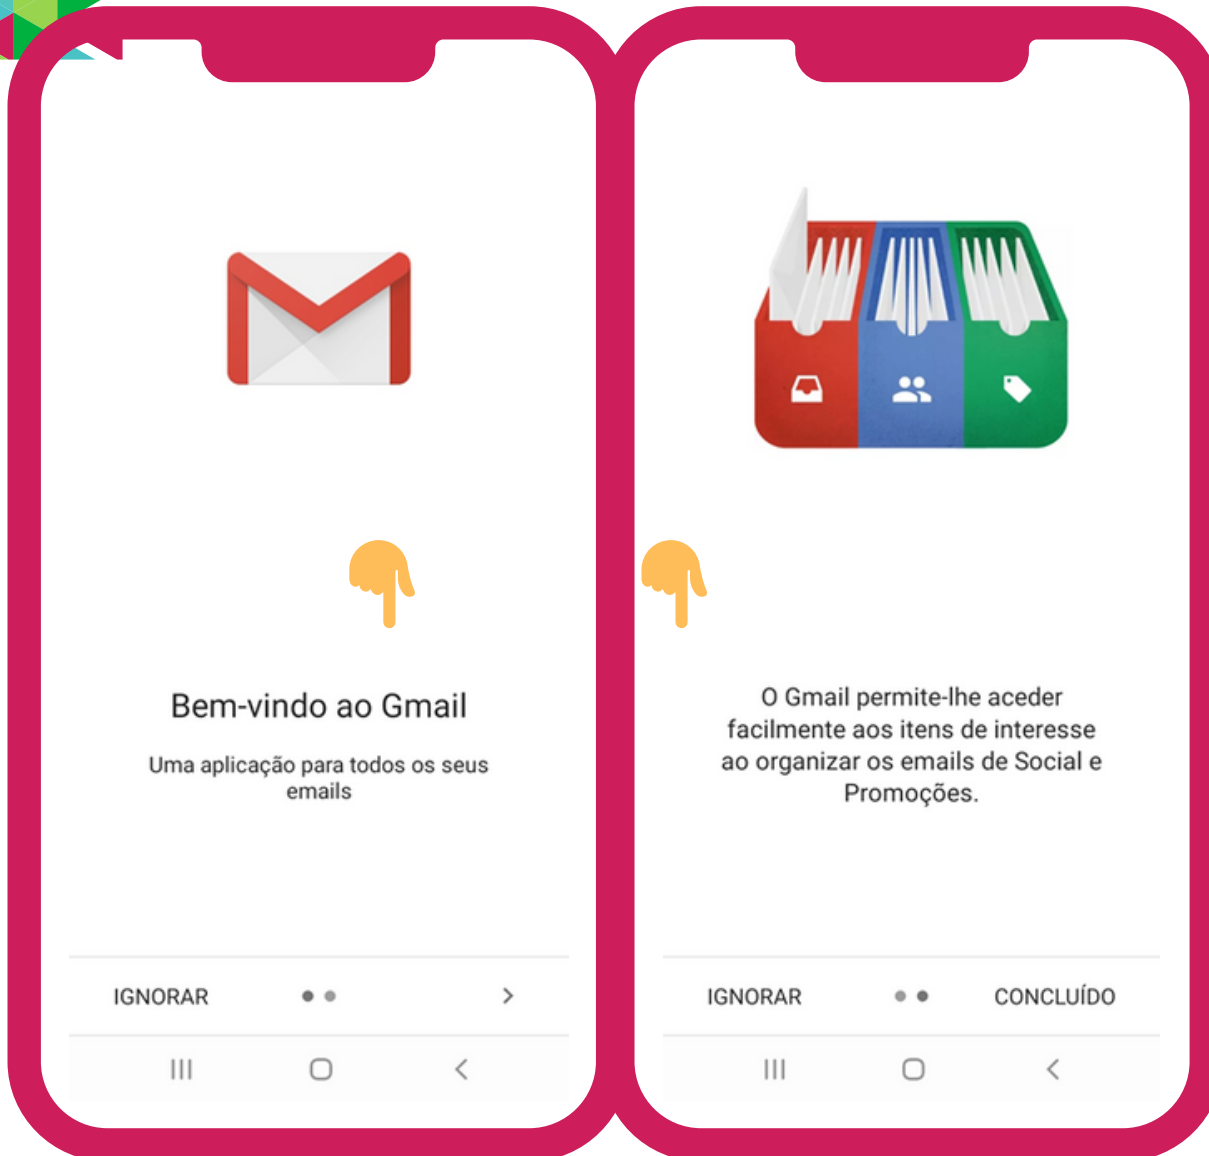 Bem-vindo ao Gmail
Uma aplicação para todos os seus
emails
IGNORAR
O Gmail permite-lhe aceder
facilmente aos itens de interesse
ao organizar os emails de Social e
Promoções.
IGNORAR
CONCLUÍDO